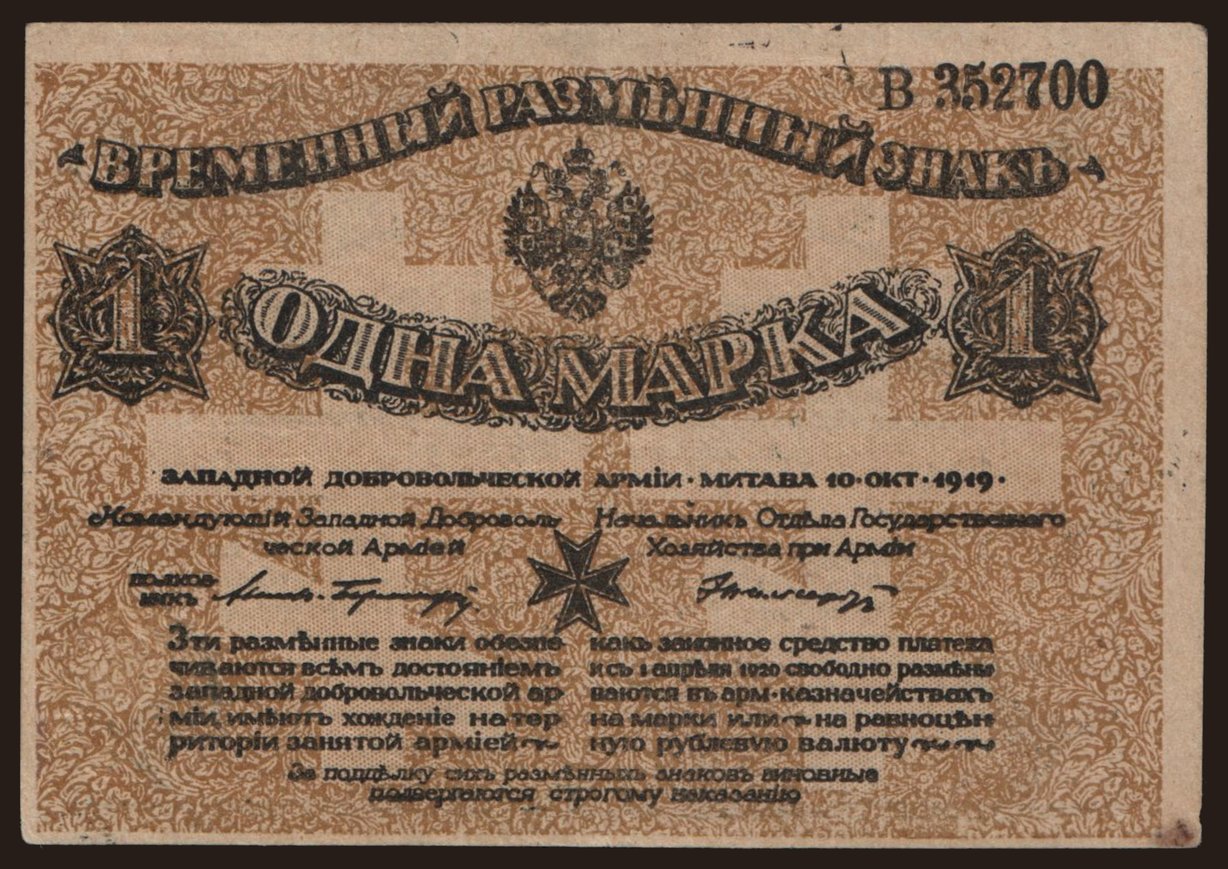 В 352700
ВРЕМЕННЫЙ РАЗМѢННЫЙ ЗНАКЪ
1 ОДНА МАРКА 1
ЗАПАДНОЙ ДОБРОВОЛЬЧЕСКОЙ АРМІИ · МИТАВА 10 · ОКТ · 1919 ·
Командующій Западной Доброволь
ческой Арміей
полков-
никъ
Начальникъ Отдѣла Государственнаго
Хозяйства при Арміи
Эти размѣнные знаки обезпе
чиваются всѣмъ достояніемъ
западной добровольческой ар
міи, имѣютъ хожденіе на тер
риторіи занятой арміей
какъ законное средство платежа
и съ 1 апрѣля 1920 свободно размѣни
ваются въ арм · казначействахъ
на марки или на равноцѣн
ную рублевую валюту
За поддѣлку сихъ размѣнныхъ знаковъ виновные
подвергаются строгому наказанію